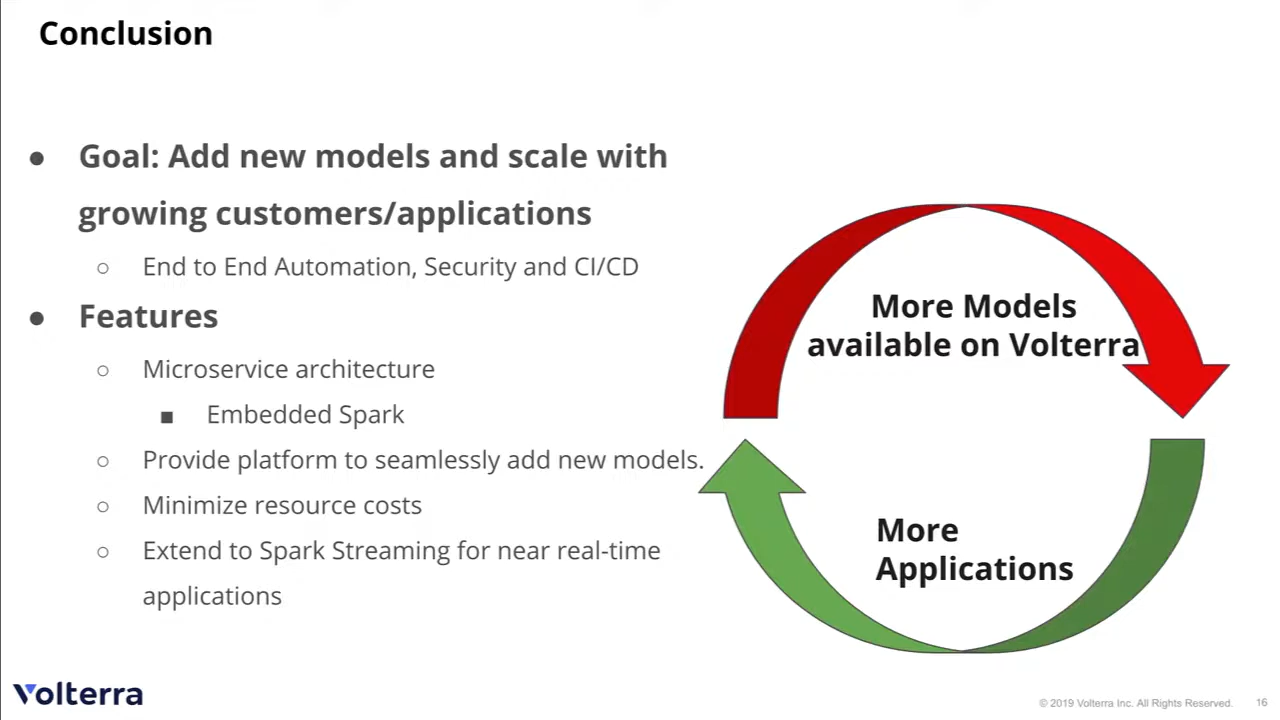 Conclusion
● Goal: Add new models and scale with
growing customers/applications
○ End to End Automation, Security and CI/CD
● Features
○ Microservice architecture
■ Embedded Spark
○ Provide platform to seamlessly add new models.
○ Minimize resource costs
○ Extend to Spark Streaming for near real-time
applications
More Models
available on Volterra
More
Applications
Volterra
© 2019 Volterra Inc. All Rights Reserved. 16